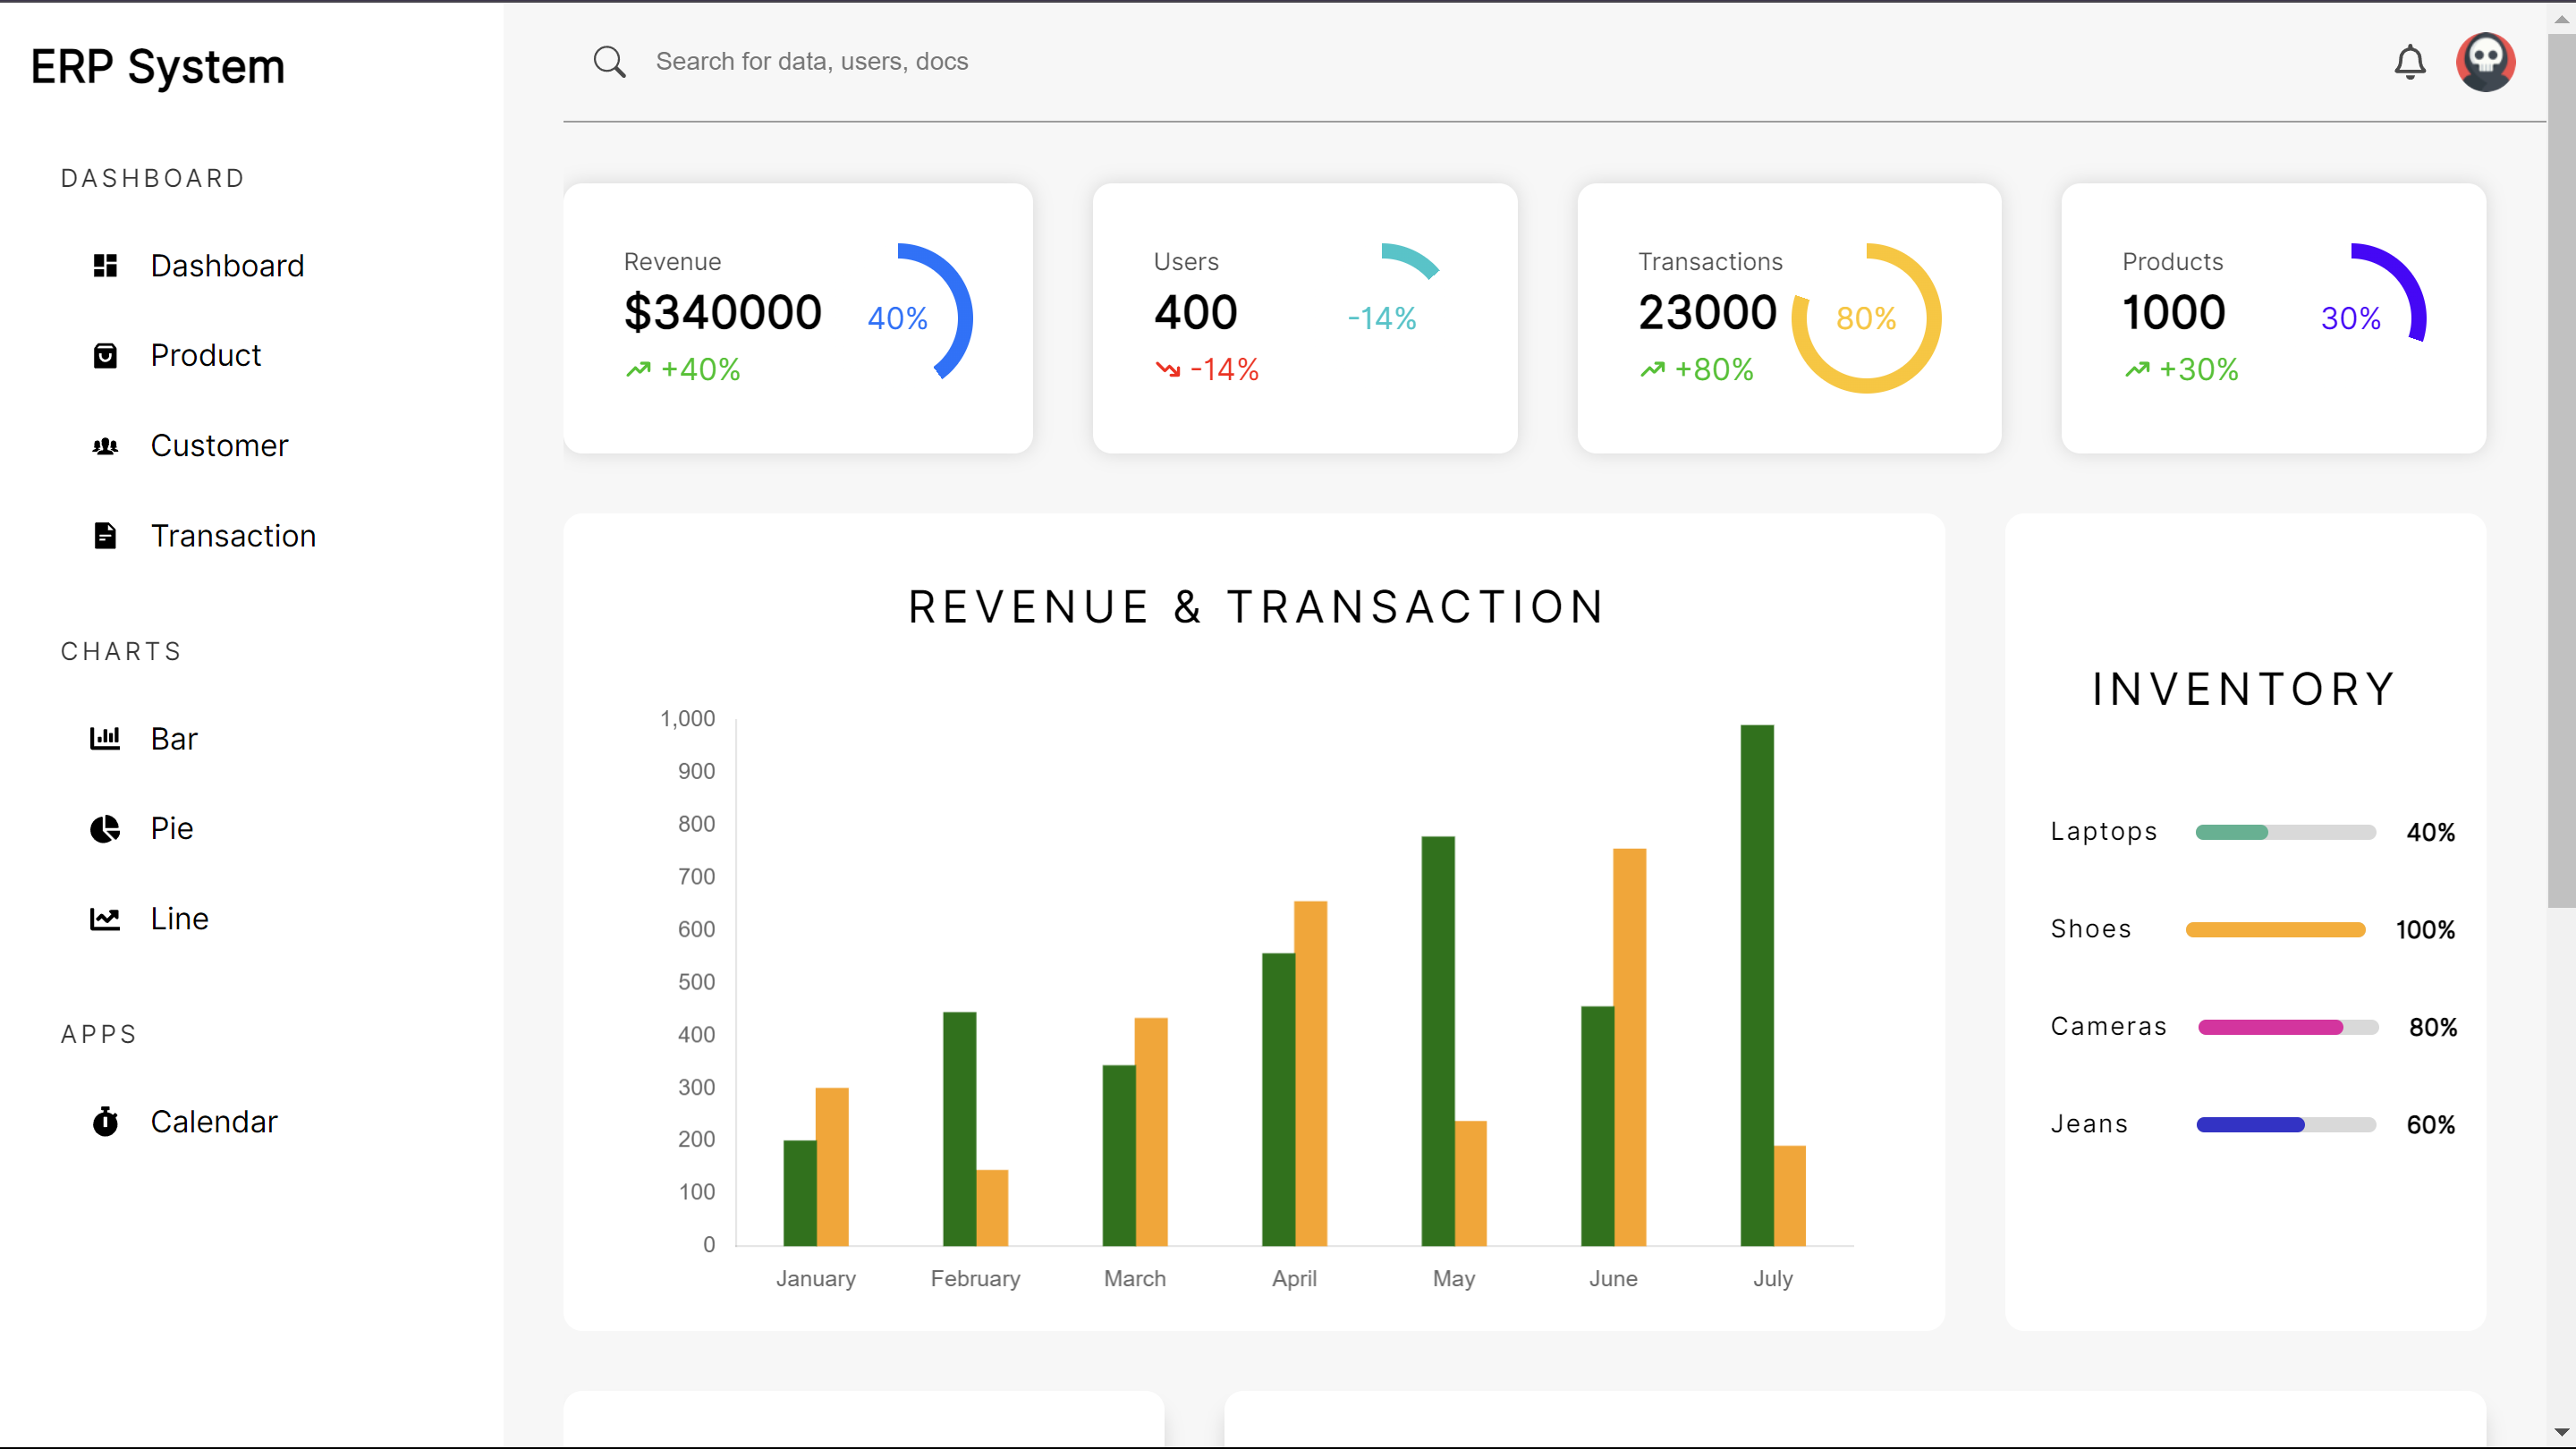 ERP System
DASHBOARD
Dashboard
Product
Customer
Transaction
CHARTS
Bar
Pie
Line
APPS
Calendar
Search for data, users, docs
Revenue
$340000
+40%
40%
Users
400
-14%
-14%
Transactions
23000
+80%
80%
Products
1000
+30%
30%
REVENUE & TRANSACTION
1,000
900
800
700
600
500
400
300
200
100
0
January February March April May June July
INVENTORY
Laptops 40%
Shoes 100%
Cameras 80%
Jeans 60%